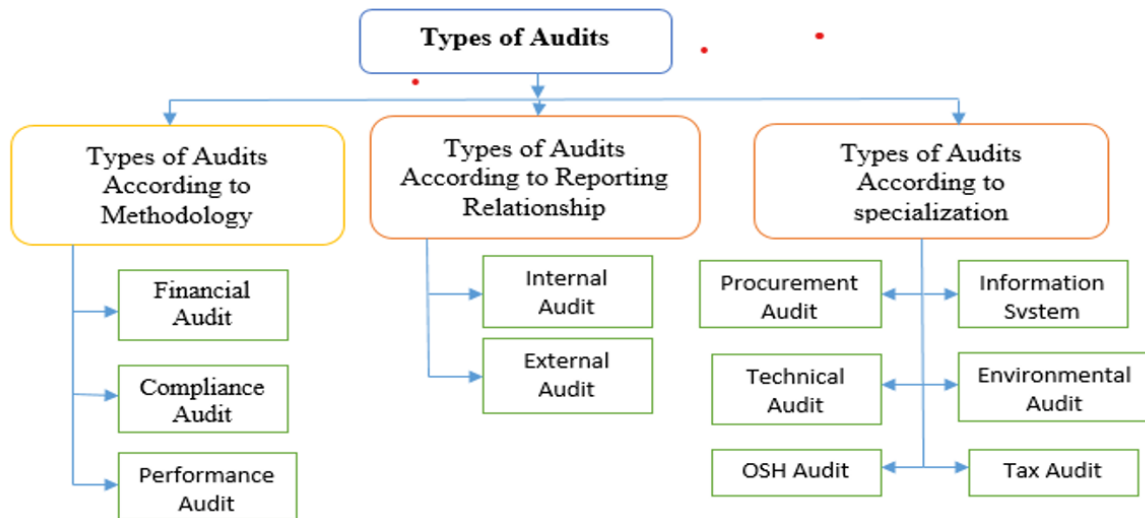 Types of Audits
Types of Audits
According to
Methodology
Types of Audits
According to Reporting
Relationship
Types of Audits
According to
specialization
Financial
Audit
Compliance
Audit
Performance
Audit
Internal
Audit
External
Audit
Procurement
Audit
Information
System
Technical
Audit
Environmental
Audit
OSH Audit
Tax Audit